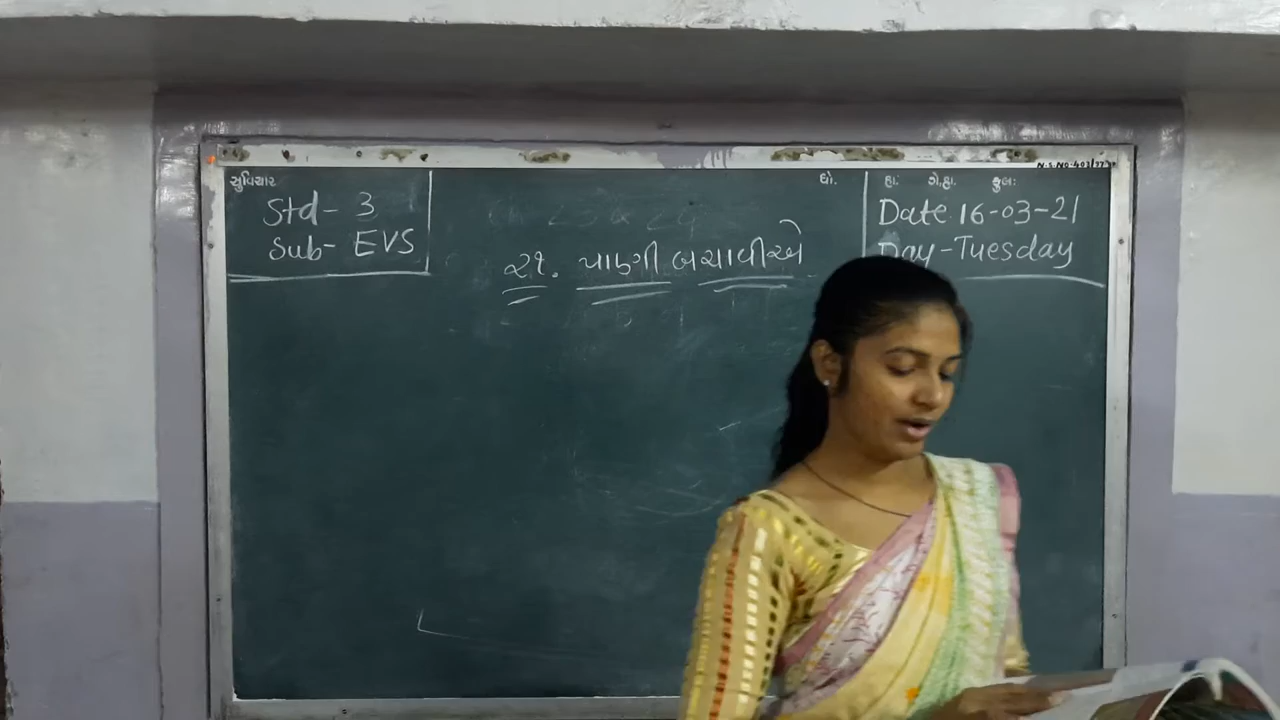 સુવિચાર
Std- 3
Sub- EVS
૨૧. પાણી બચાવીએ
ધો.
હા. ગે.હા. કુલ:
Date 16-03-21
Day-Tuesday